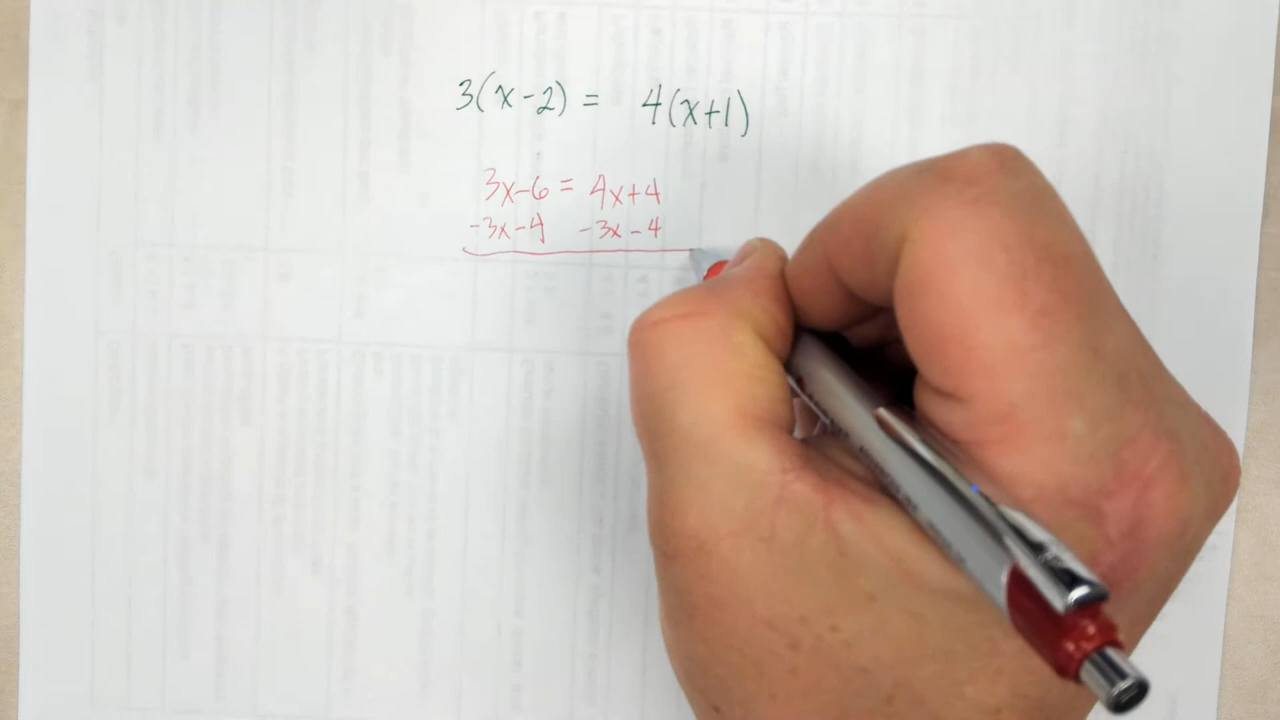 3(x-2) = 4(x+1)
3x-6 = 4x+4
-3x-4 -3x-4